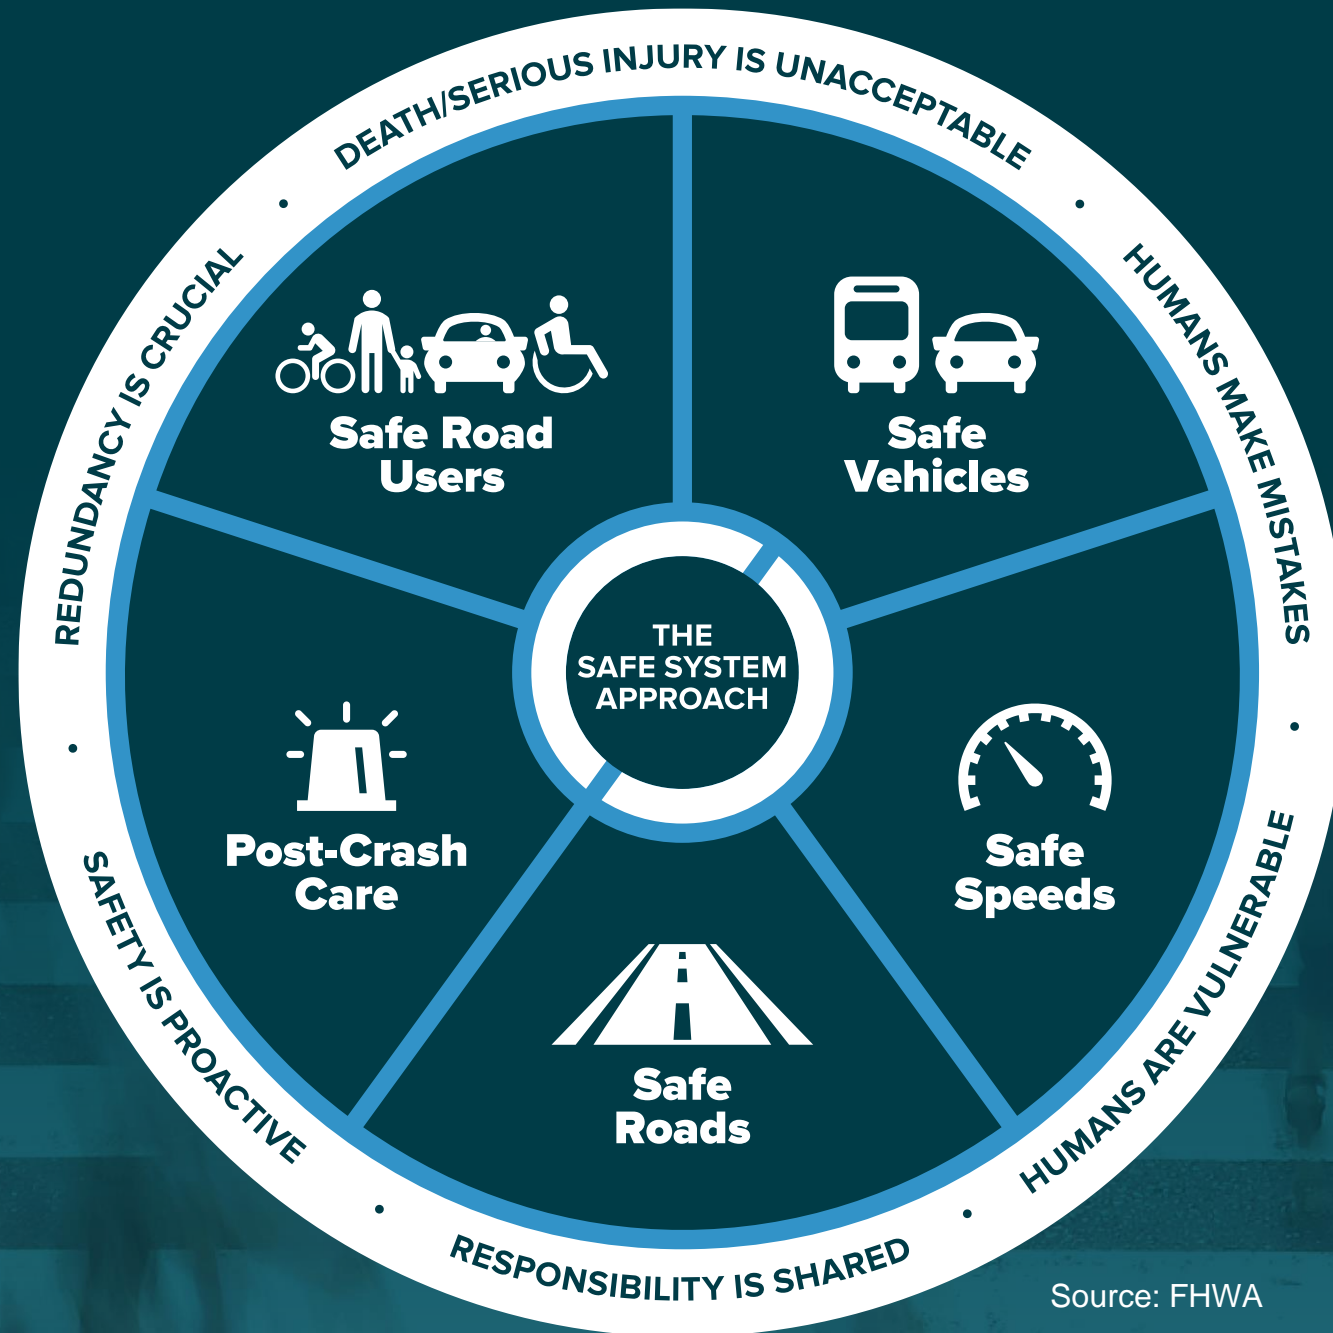 DEATH/SERIOUS INJURY IS UNACCEPTABLE
HUMANS MAKE MISTAKES
HUMANS ARE VULNERABLE
RESPONSIBILITY IS SHARED
SAFETY IS PROACTIVE
REDUNDANCY IS CRUCIAL
Safe Road
Users
Safe
Vehicles
THE
SAFE SYSTEM
APPROACH
Post-Crash
Care
Safe
Speeds
Safe
Roads
Source: FHWA